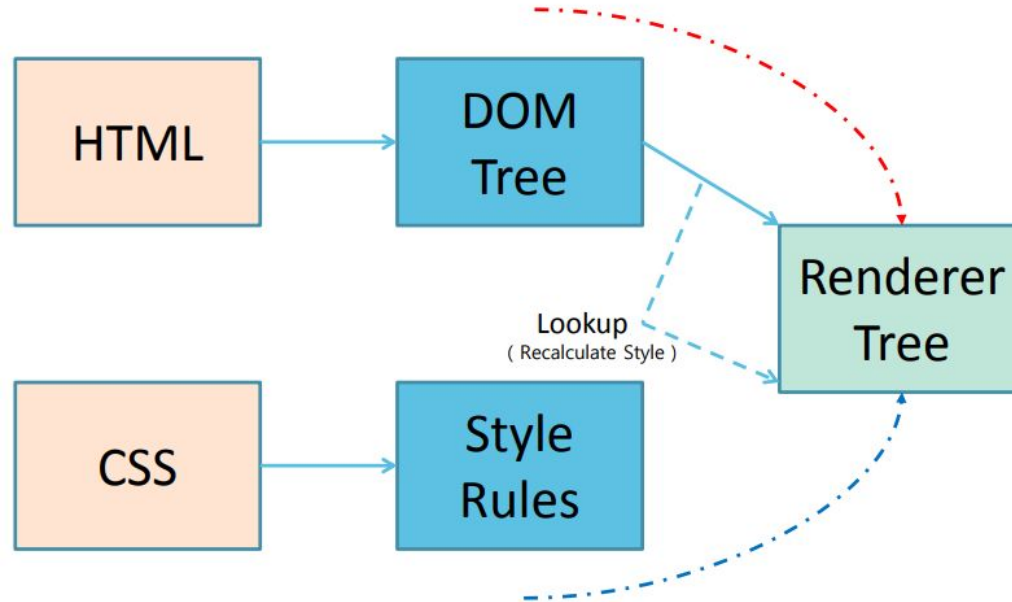 HTML
DOM
Tree
Renderer
Tree
Lookup
( Recalculate Style )
CSS
Style
Rules